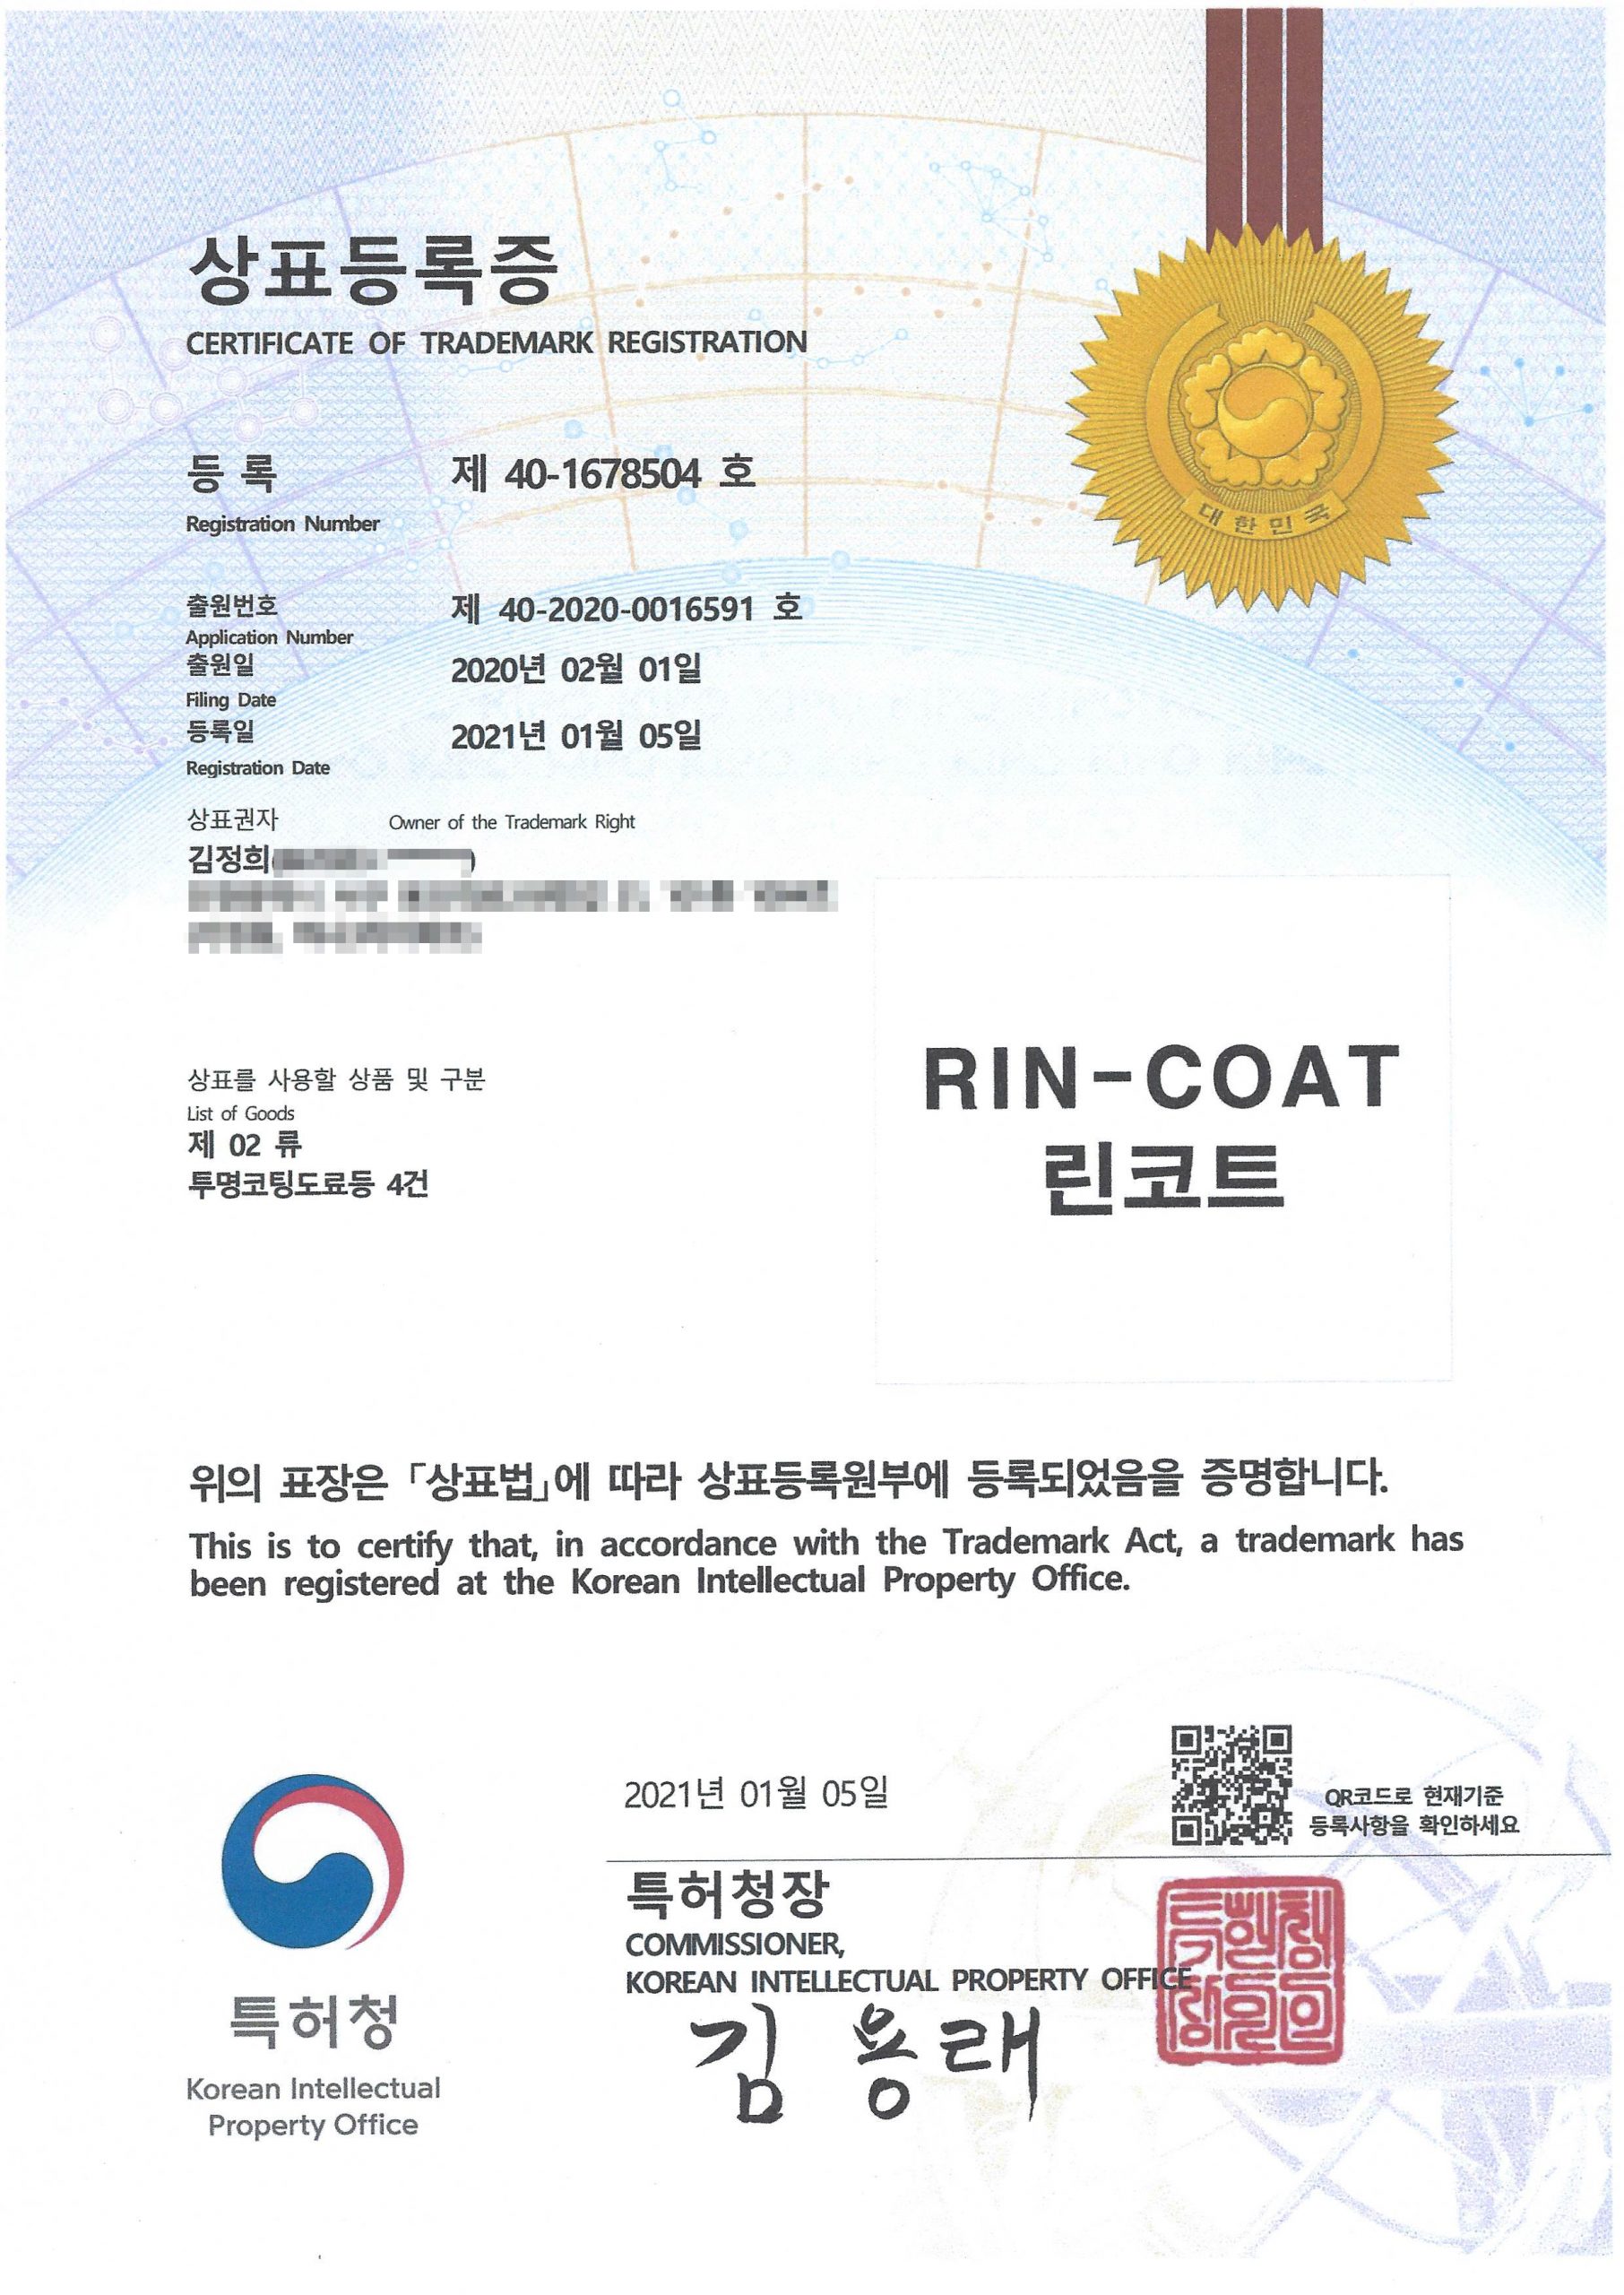 상표등록증
CERTIFICATE OF TRADEMARK REGISTRATION
대한민국
등 록 제 40-1678504 호
Registration Number
출원번호 제 40-2020-0016591 호
Application Number
출원일 2020년 02월 01일
Filing Date
등록일 2021년 01월 05일
Registration Date
상표권자 Owner of the Trademark Right
김정희
상표를 사용할 상품 및 구분
List of Goods
제 02 류
투명코팅도료등 4건
RIN-COAT
린코트
위의 표장은 「상표법」에 따라 상표등록원부에 등록되었음을 증명합니다.
This is to certify that, in accordance with the Trademark Act, a trademark has
been registered at the Korean Intellectual Property Office.
2021년 01월 05일
QR코드로 현재기준
등록사항을 확인하세요
특허청장
COMMISSIONER,
KOREAN INTELLECTUAL PROPERTY OFFICE
김 용래
특허청
Korean Intellectual
Property Office